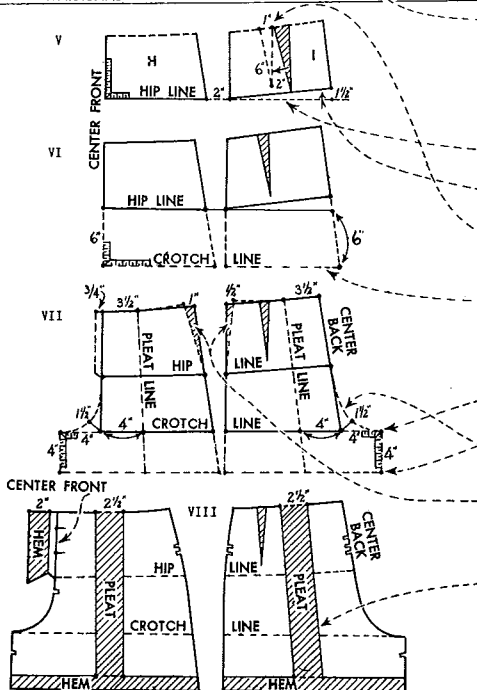 V
1"
K
I
6"
2"
CENTER FRONT
HIP LINE
2"
1½"
VI
HIP LINE
6"
6"
CROTCH LINE
3/4"
3½"
1"
½"
3½"
VII
PLEAT LINE
PLEAT LINE
CENTER BACK
HIP LINE
1½"
4"
4"
CROTCH LINE
4"
4"
1½"
4"
4"
CENTER FRONT
2"
2½"
VIII
2½"
HEM
PLEAT
PLEAT
CENTER BACK
HIP LINE
CROTCH LINE
HEM
HEM